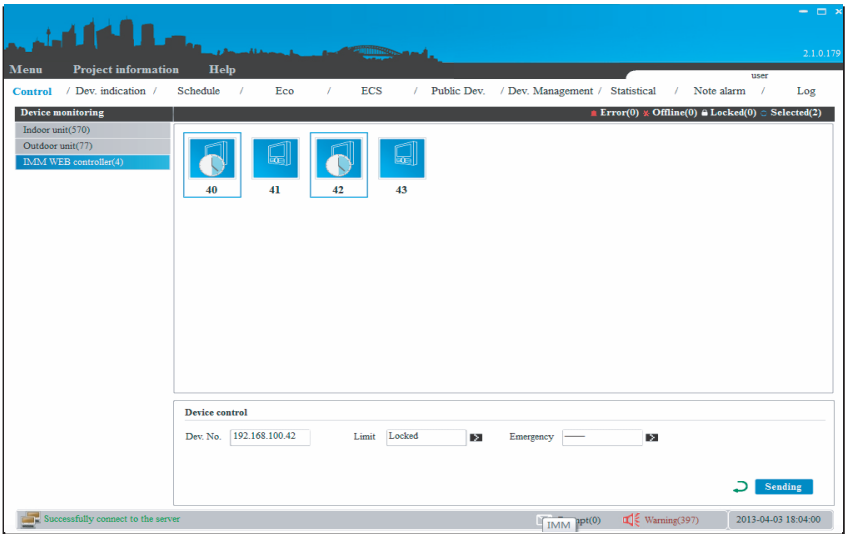 2.1.0.179
Menu Project information Help
user
Control / Dev. indication / Schedule / Eco / ECS / Public Dev. / Dev. Management / Statistical / Note alarm / Log
Device monitoring Error(0) Offline(0) Locked(0) Selected(2)
Indoor unit(570)
Outdoor unit(77)
IMM WEB controller(4)
40 41 42 43
Device control
Dev. No. 192.168.100.42 Limit Locked Emergency ——
Sending
Successfully connect to the server IMM pt(0) Warning(397) 2013-04-03 18:04:00